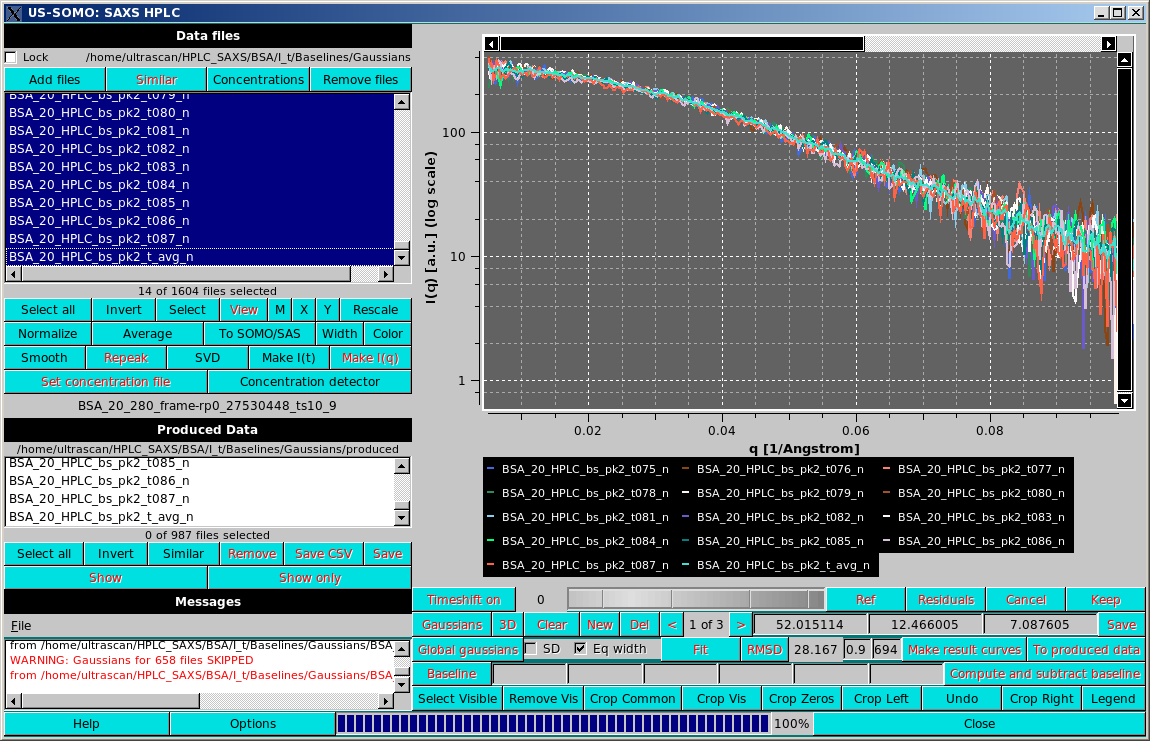 US-SOMO: SAXS HPLC
Data files
Lock /home/ultrascan/HPLC_SAXS/BSA/I_t/Baselines/Gaussians
Add files Similar Concentrations Remove files
BSA_20_HPLC_bs_pk2_t079_n
BSA_20_HPLC_bs_pk2_t080_n
BSA_20_HPLC_bs_pk2_t081_n
BSA_20_HPLC_bs_pk2_t082_n
BSA_20_HPLC_bs_pk2_t083_n
BSA_20_HPLC_bs_pk2_t084_n
BSA_20_HPLC_bs_pk2_t085_n
BSA_20_HPLC_bs_pk2_t086_n
BSA_20_HPLC_bs_pk2_t087_n
BSA_20_HPLC_bs_pk2_t_avg_n
14 of 1604 files selected
Select all Invert Select View M X Y Rescale
Normalize Average To SOMO/SAS Width Color
Smooth Repeak SVD Make I(t) Make I(q)
Set concentration file Concentration detector
BSA_20_280_frame-rp0_27530448_ts10_9
Produced Data
/home/ultrascan/HPLC_SAXS/BSA/I_t/Baselines/Gaussians/produced
BSA_20_HPLC_bs_pk2_t085_n
BSA_20_HPLC_bs_pk2_t086_n
BSA_20_HPLC_bs_pk2_t087_n
BSA_20_HPLC_bs_pk2_t_avg_n
0 of 987 files selected
Select all Invert Similar Remove Save CSV Save
Show Show only
Messages
File
from /home/ultrascan/HPLC_SAXS/BSA/I_t/Baselines/Gaussians/BSA_
WARNING: Gaussians for 658 files SKIPPED
from /home/ultrascan/HPLC_SAXS/BSA/I_t/Baselines/Gaussians/BSA_
Help Options 100% Close
I(q) [a.u.] (log scale)
100
10
1
0.02 0.04 0.06 0.08
q [1/Angstrom]
BSA_20_HPLC_bs_pk2_t075_n BSA_20_HPLC_bs_pk2_t076_n BSA_20_HPLC_bs_pk2_t077_n
BSA_20_HPLC_bs_pk2_t078_n BSA_20_HPLC_bs_pk2_t079_n BSA_20_HPLC_bs_pk2_t080_n
BSA_20_HPLC_bs_pk2_t081_n BSA_20_HPLC_bs_pk2_t082_n BSA_20_HPLC_bs_pk2_t083_n
BSA_20_HPLC_bs_pk2_t084_n BSA_20_HPLC_bs_pk2_t085_n BSA_20_HPLC_bs_pk2_t086_n
BSA_20_HPLC_bs_pk2_t087_n BSA_20_HPLC_bs_pk2_t_avg_n
Timeshift on 0 Ref Residuals Cancel Keep
Gaussians 3D Clear New Del < 1 of 3 > 52.015114 12.466005 7.087605 Save
Global gaussians SD Eq width Fit RMSD 28.167 0.9 694 Make result curves To produced data
Baseline Compute and subtract baseline
Select Visible Remove Vis Crop Common Crop Vis Crop Zeros Crop Left Undo Crop Right Legend